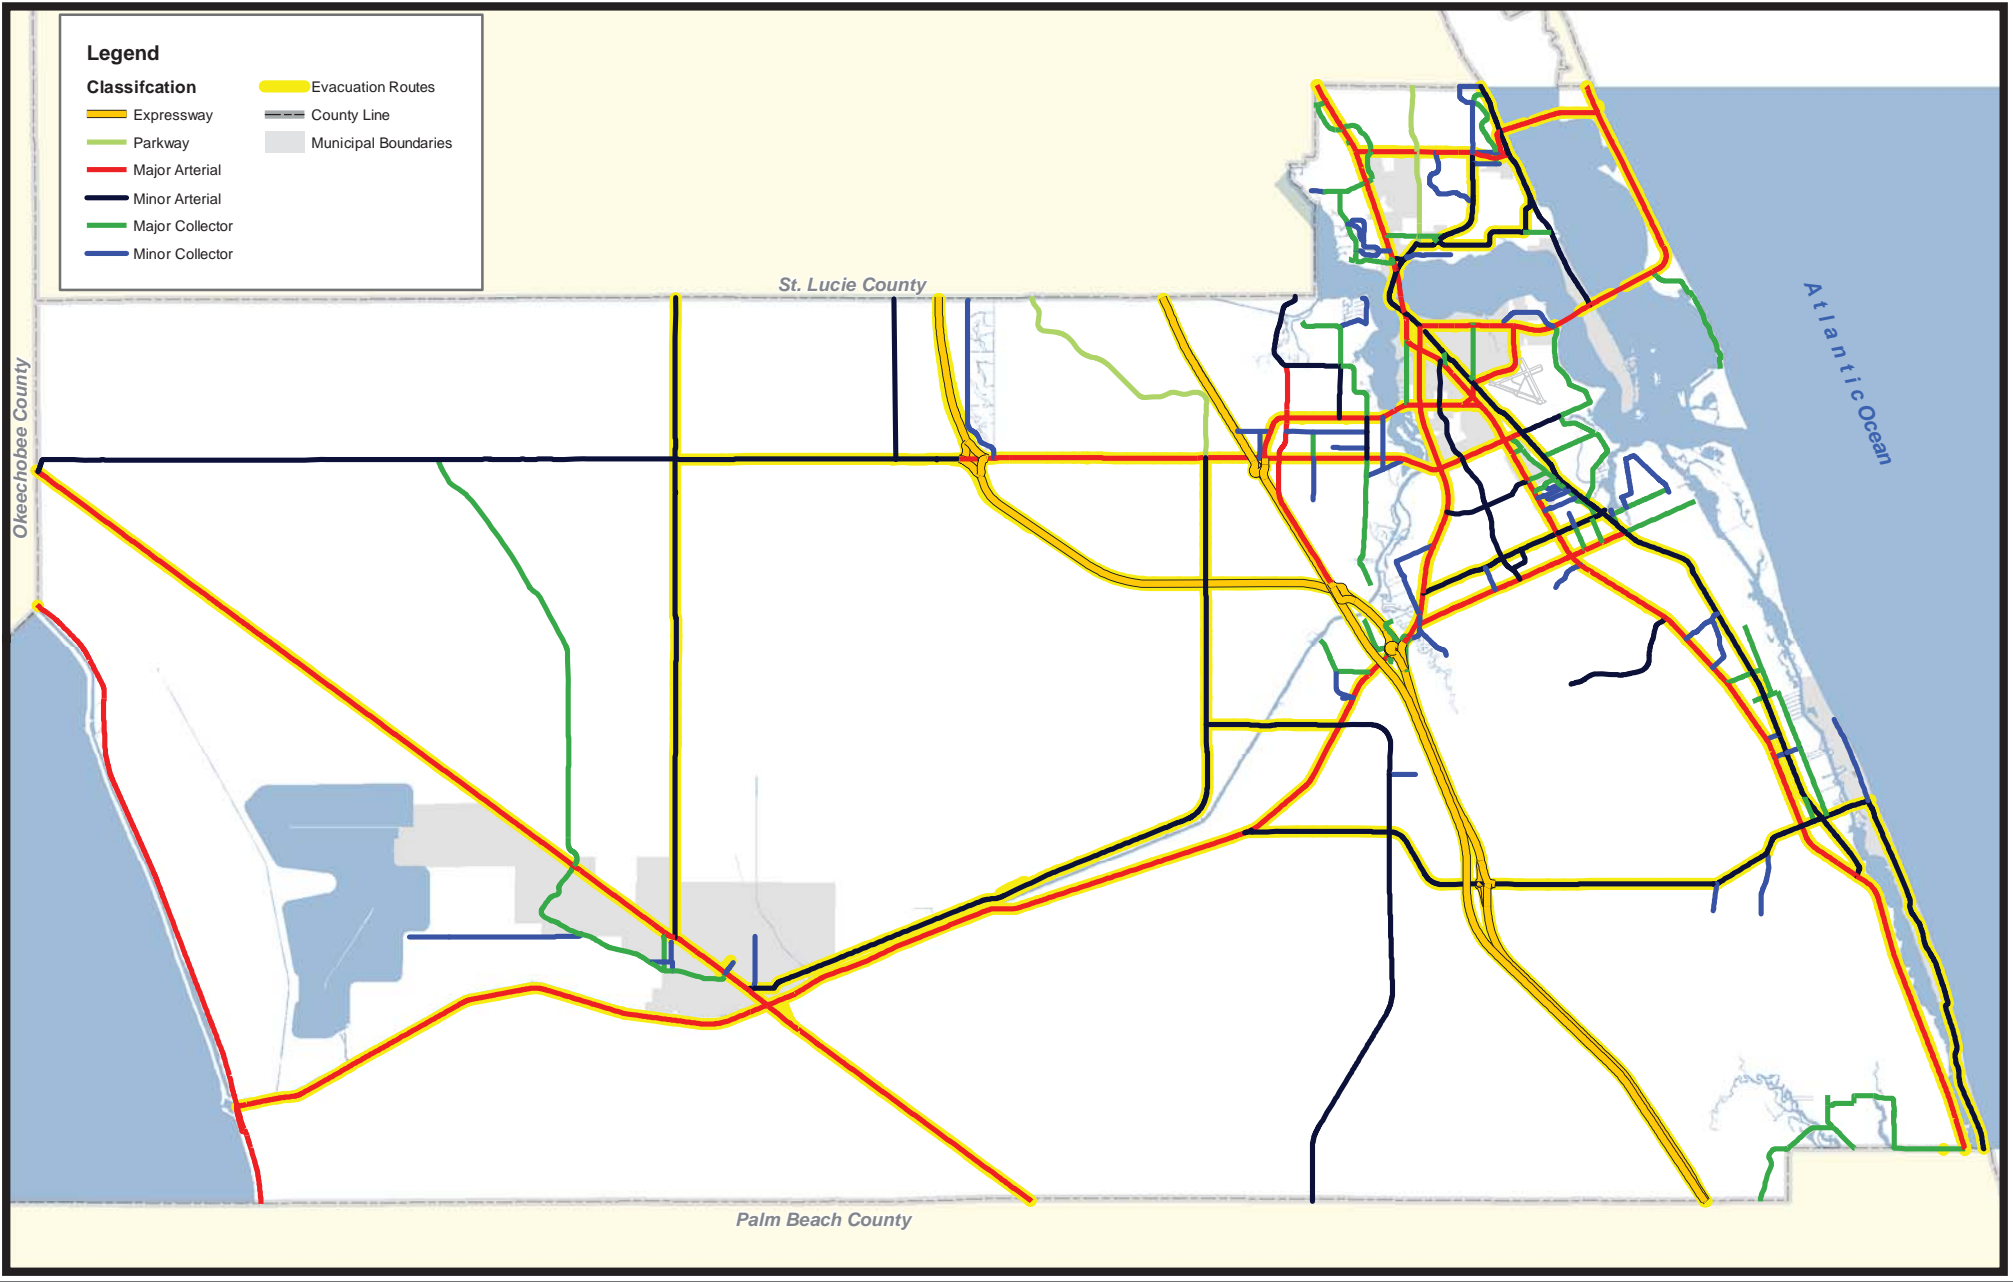 Legend
Classifcation
Expressway
Parkway
Major Arterial
Minor Arterial
Major Collector
Minor Collector
Evacuation Routes
County Line
Municipal Boundaries
St. Lucie County
Okeechobee County
Atlantic Ocean
Palm Beach County